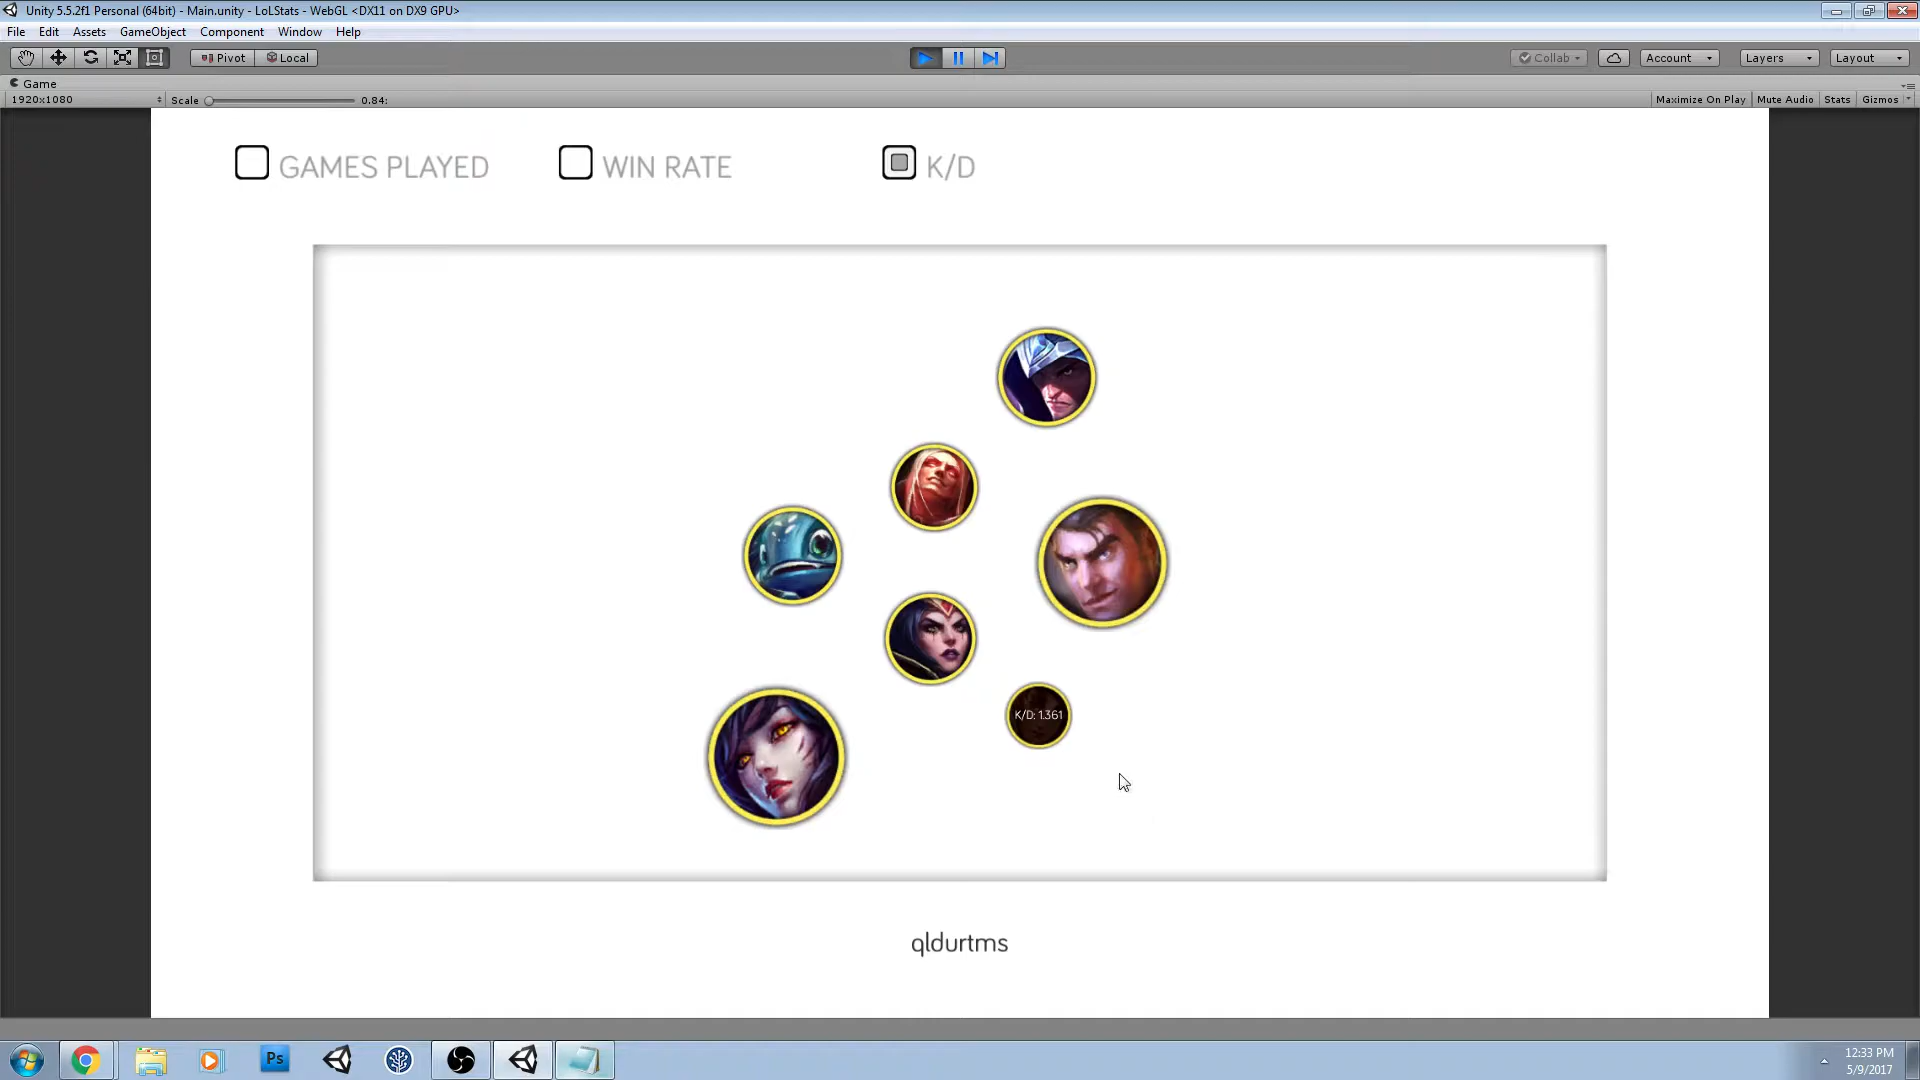 Unity 5.5.2f1 Personal (64bit) - Main.unity - LoLStats - WebGL <DX11 on DX9 GPU>
File Edit Assets GameObject Component Window Help
Pivot Local Collab Account Layers Layout
Game
1920x1080 Scale 0.84: Maximize On Play Mute Audio Stats Gizmos
GAMES PLAYED WIN RATE K/D
K/D: 1.361
qldurtms
Ps
12:33 PM
5/9/2017